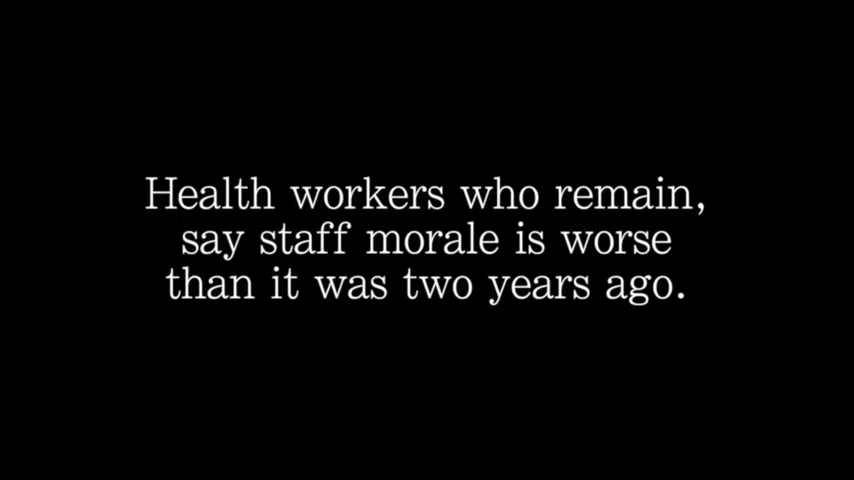 Health workers who remain,
say staff morale is worse
than it was two years ago.